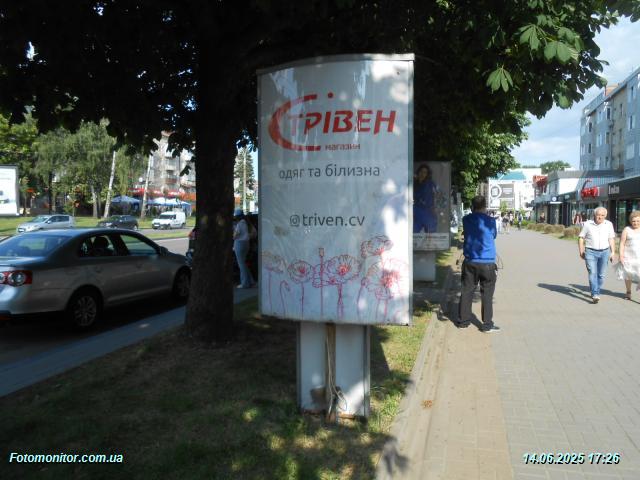 ТРІВЕН
магазин
одяг та білизна
@triven.cv
Fotomonitor.com.ua
14.06.2025 17:26